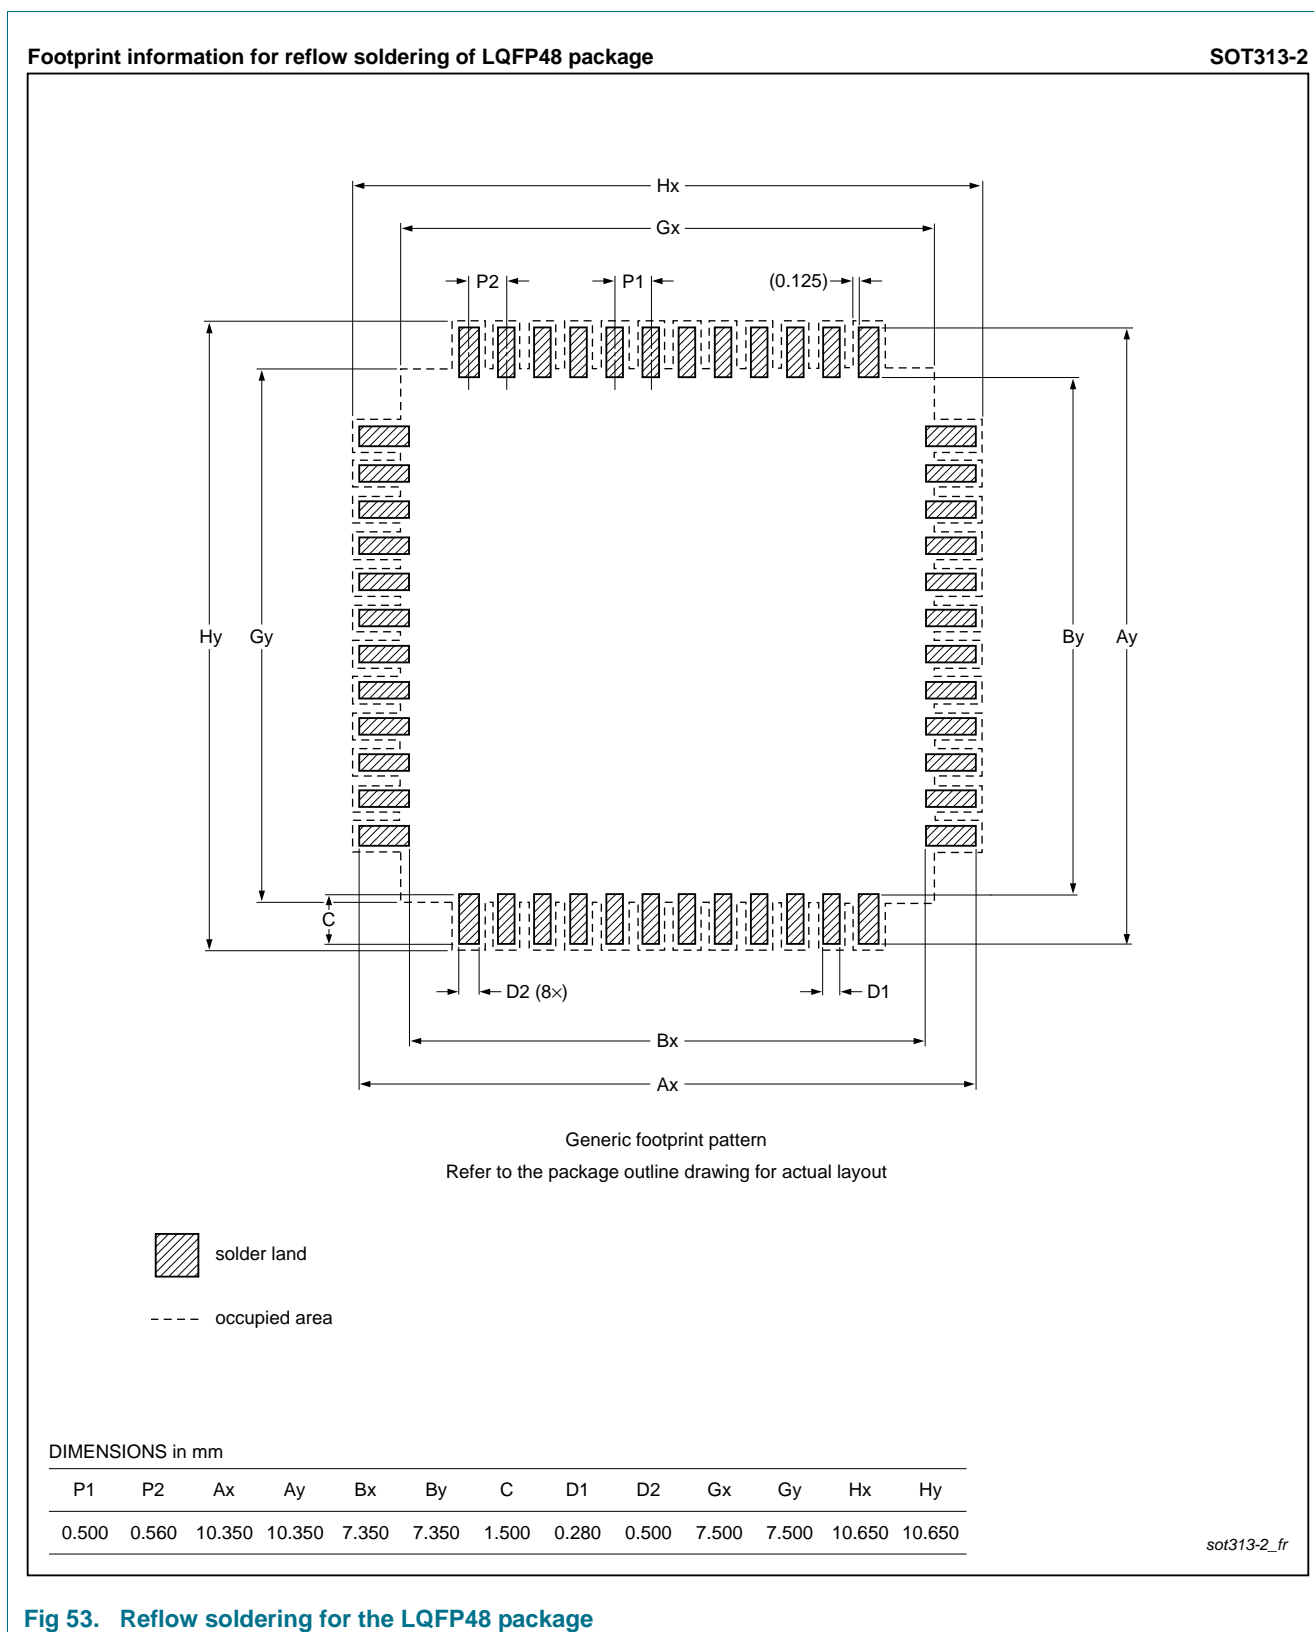 Footprint information for reflow soldering of LQFP48 package SOT313-2
Hx
Gx
P2 P1 (0.125)
Hy Gy By Ay
C
D2 (8×) D1
Bx
Ax
Generic footprint pattern
Refer to the package outline drawing for actual layout
solder land
occupied area
DIMENSIONS in mm
P1 P2 Ax Ay Bx By C D1 D2 Gx Gy Hx Hy
0.500 0.560 10.350 10.350 7.350 7.350 1.500 0.280 0.500 7.500 7.500 10.650 10.650
sot313-2_fr
Fig 53. Reflow soldering for the LQFP48 package